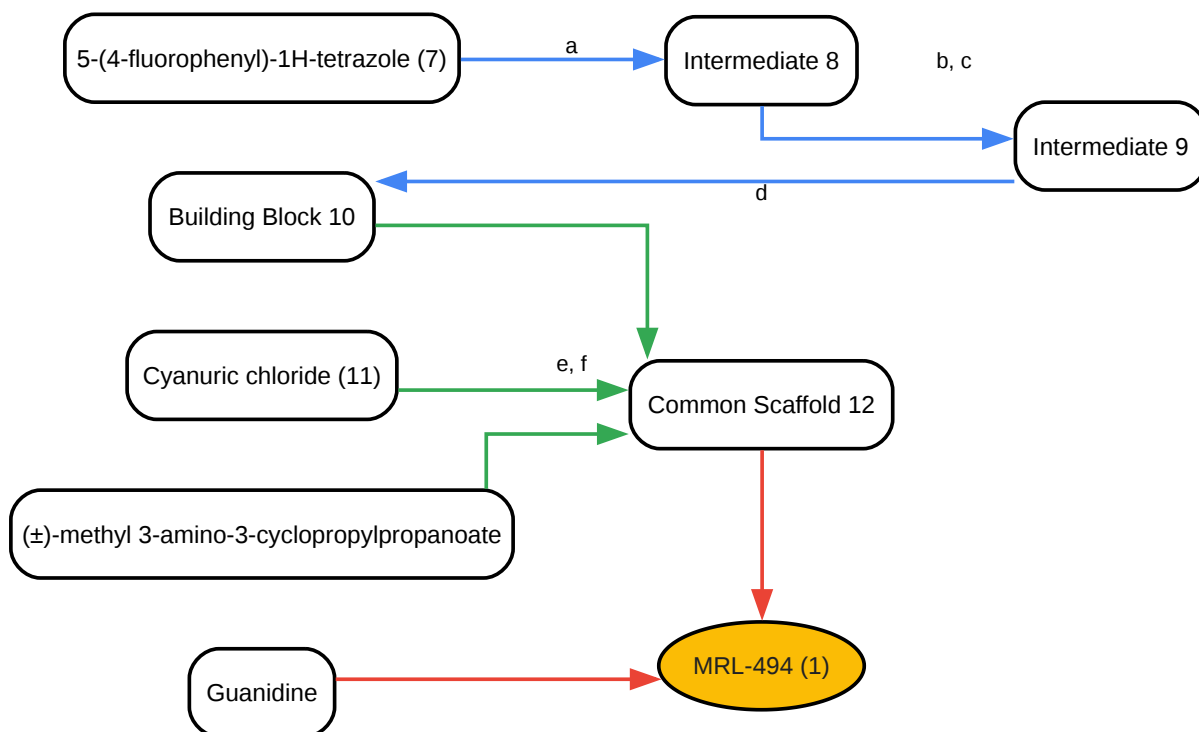 5-(4-fluorophenyl)-1H-tetrazole (7)
a
Intermediate 8
b, c
Intermediate 9
d
Building Block 10
Cyanuric chloride (11)
e, f
Common Scaffold 12
(±)-methyl 3-amino-3-cyclopropylpropanoate
MRL-494 (1)
Guanidine